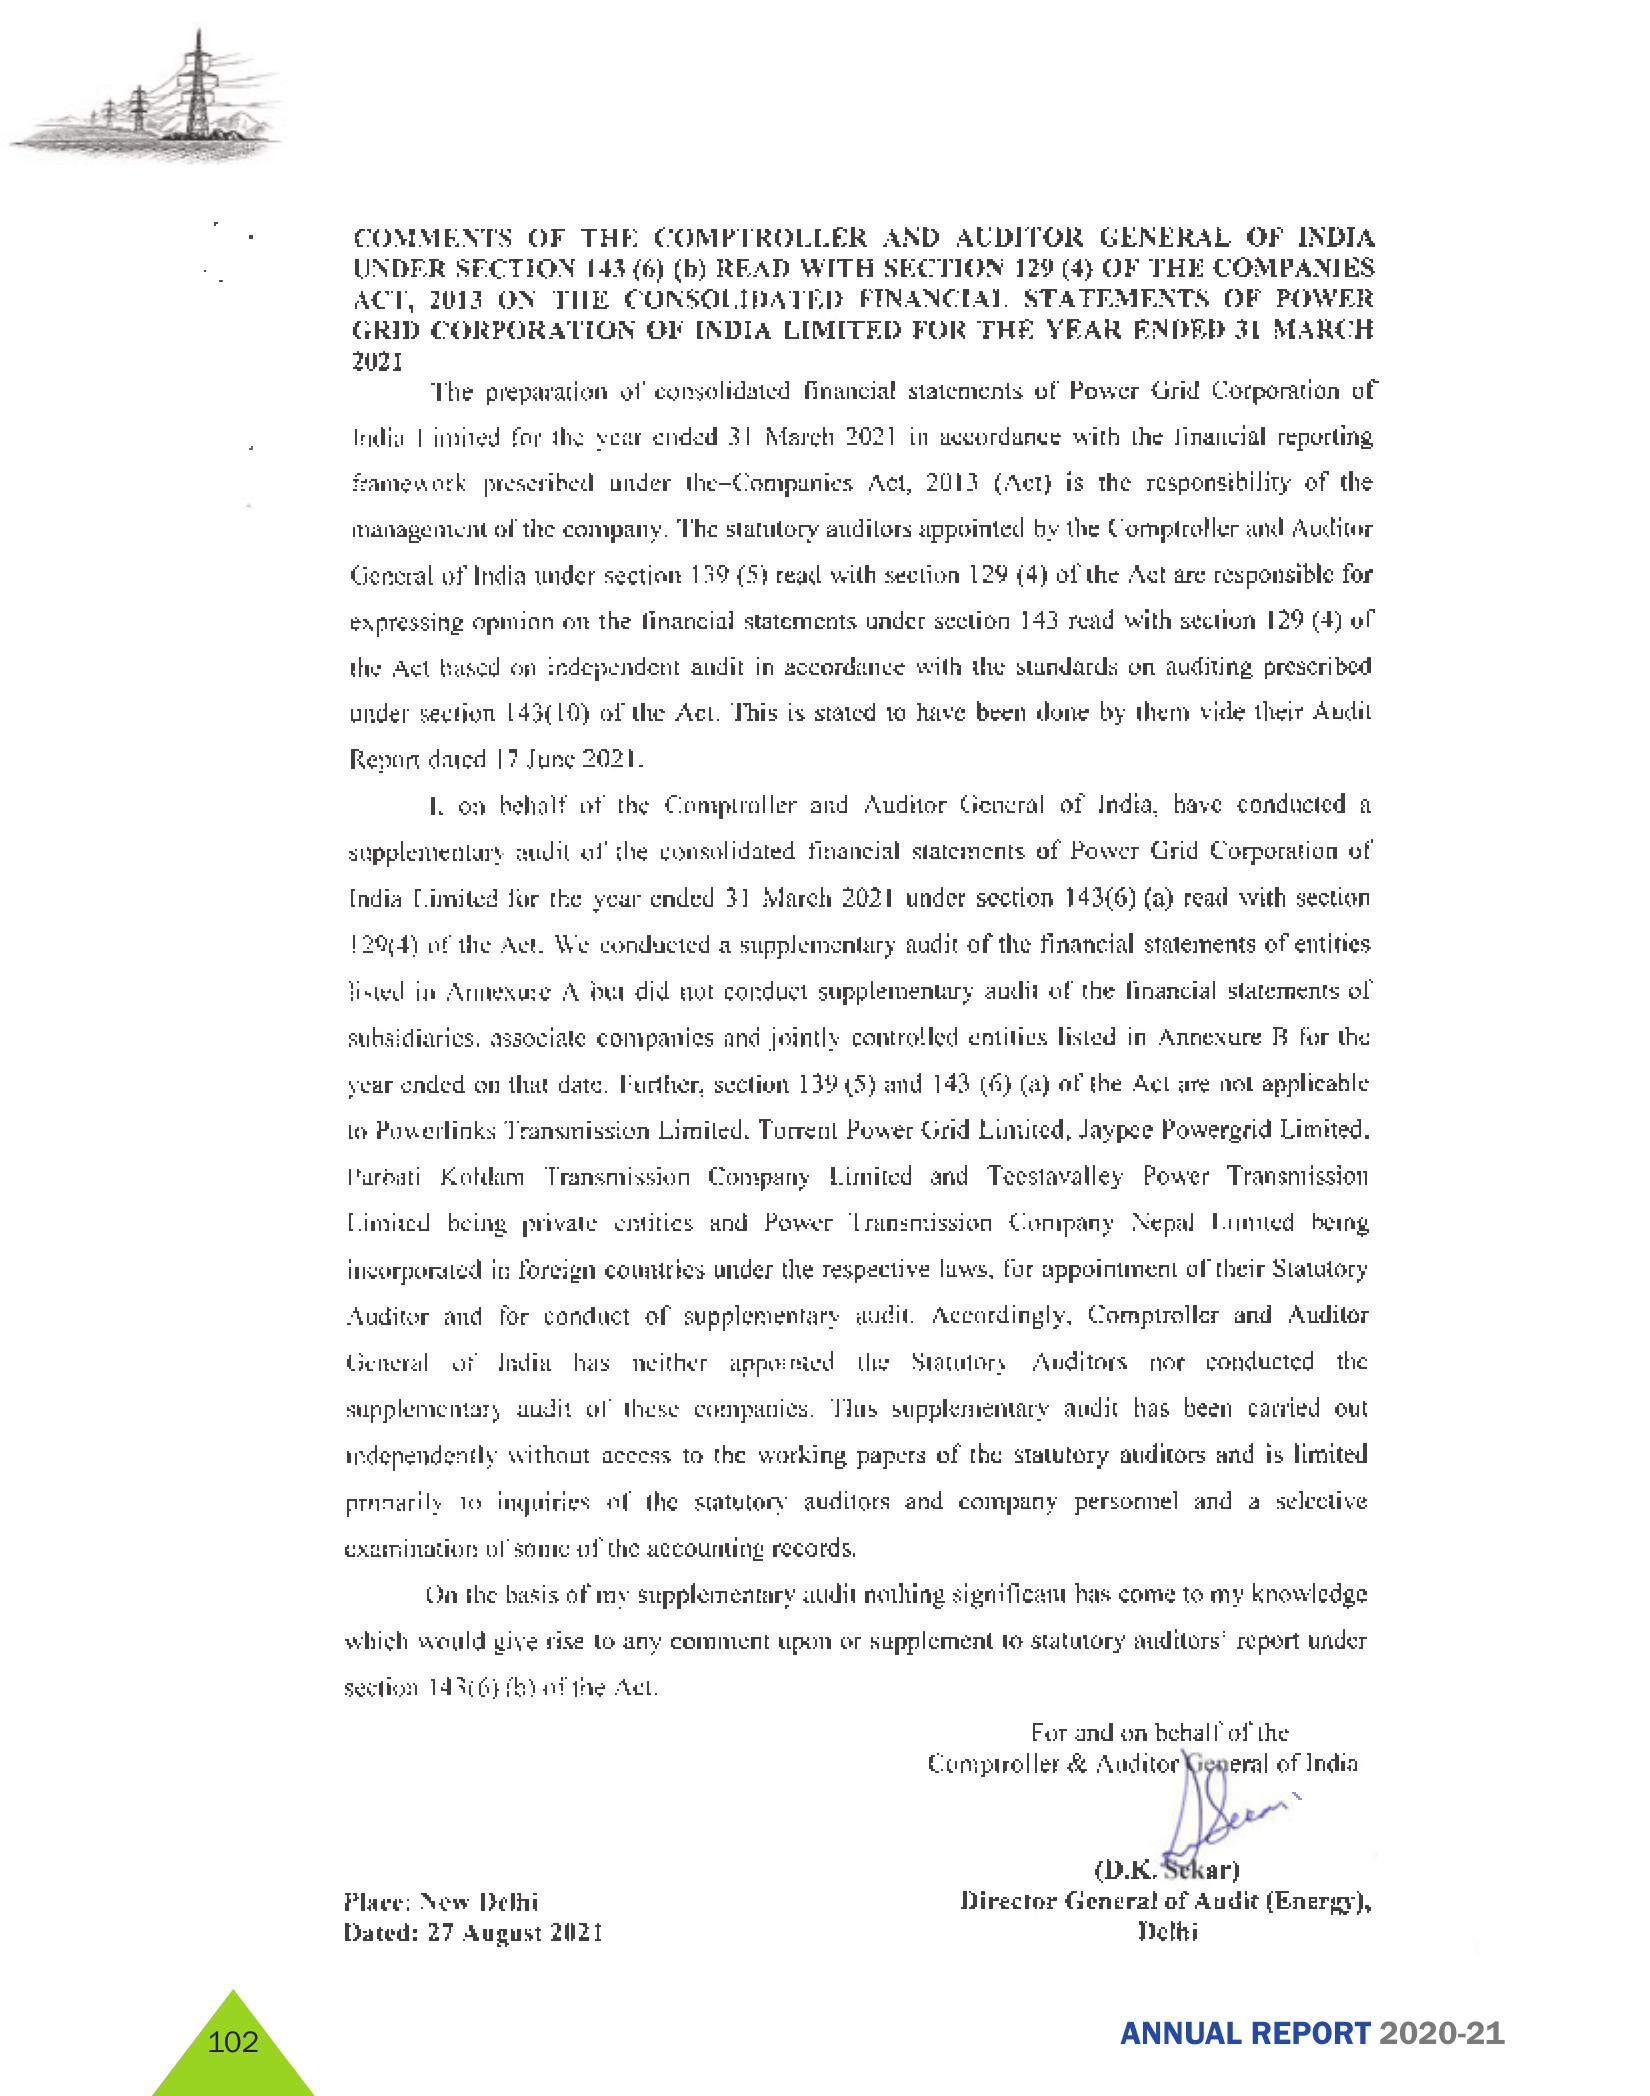 COMMENTS OF THE COMPTROLLER AND AUDITOR GENERAL OF INDIA
UNDER SECTION 143 (6) (b) READ WITH SECTION 129 (4) OF THE COMPANIES
ACT, 2013 ON THE CONSOLIDATED FINANCIAL STATEMENTS OF POWER
GRID CORPORATION OF INDIA LIMITED FOR THE YEAR ENDED 31 MARCH
2021
The preparation of consolidated financial statements of Power Grid Corporation of
India Limited for the year ended 31 March 2021 in accordance with the financial reporting
framework prescribed under the–Companies Act, 2013 (Act) is the responsibility of the
management of the company. The statutory auditors appointed by the Comptroller and Auditor
General of India under section 139 (5) read with section 129 (4) of the Act are responsible for
expressing opinion on the financial statements under section 143 read with section 129 (4) of
the Act based on independent audit in accordance with the standards on auditing prescribed
under section 143(10) of the Act. This is stated to have been done by them vide their Audit
Report dated 17 June 2021.
I, on behalf of the Comptroller and Auditor General of India, have conducted a
supplementary audit of the consolidated financial statements of Power Grid Corporation of
India Limited for the year ended 31 March 2021 under section 143(6) (a) read with section
129(4) of the Act. We conducted a supplementary audit of the financial statements of entities
listed in Annexure A but did not conduct supplementary audit of the financial statements of
subsidiaries, associate companies and jointly controlled entities listed in Annexure B for the
year ended on that date. Further, section 139 (5) and 143 (6) (a) of the Act are not applicable
to Powerlinks Transmission Limited, Torrent Power Grid Limited, Jaypee Powergrid Limited,
Parbati Koldam Transmission Company Limited and Teestavalley Power Transmission
Limited being private entities and Power Transmission Company Nepal Limited being
incorporated in foreign countries under the respective laws, for appointment of their Statutory
Auditor and for conduct of supplementary audit. Accordingly, Comptroller and Auditor
General of India has neither appointed the Statutory Auditors nor conducted the
supplementary audit of these companies. This supplementary audit has been carried out
independently without access to the working papers of the statutory auditors and is limited
primarily to inquiries of the statutory auditors and company personnel and a selective
examination of some of the accounting records.
On the basis of my supplementary audit nothing significant has come to my knowledge
which would give rise to any comment upon or supplement to statutory auditors' report under
section 143(6) (b) of the Act.
For and on behalf of the
Comptroller & Auditor General of India
(D.K. Sekar)
Place: New Delhi
Director General of Audit (Energy),
Dated: 27 August 2021
Delhi
102
ANNUAL REPORT 2020-21